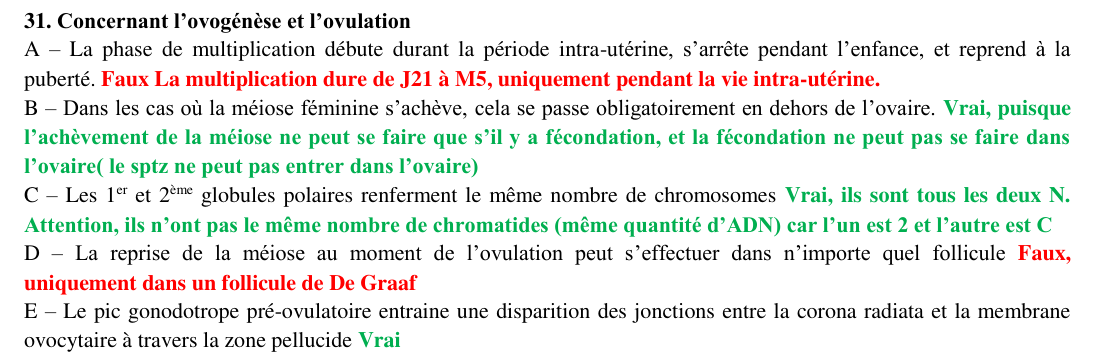 31. Concernant l’ovogénèse et l’ovulation
A – La phase de multiplication débute durant la période intra-utérine, s’arrête pendant l’enfance, et reprend à la
puberté. Faux La multiplication dure de J21 à M5, uniquement pendant la vie intra-utérine.
B – Dans les cas où la méiose féminine s’achève, cela se passe obligatoirement en dehors de l’ovaire. Vrai, puisque
l’achèvement de la méiose ne peut se faire que s’il y a fécondation, et la fécondation ne peut pas se faire dans
l’ovaire( le sptz ne peut pas entrer dans l’ovaire)
C – Les 1er et 2ème globules polaires renferment le même nombre de chromosomes Vrai, ils sont tous les deux N.
Attention, ils n’ont pas le même nombre de chromatides (même quantité d’ADN) car l’un est 2 et l’autre est C
D – La reprise de la méiose au moment de l’ovulation peut s’effectuer dans n’importe quel follicule Faux,
uniquement dans un follicule de De Graaf
E – Le pic gonodotrope pré-ovulatoire entraine une disparition des jonctions entre la corona radiata et la membrane
ovocytaire à travers la zone pellucide Vrai